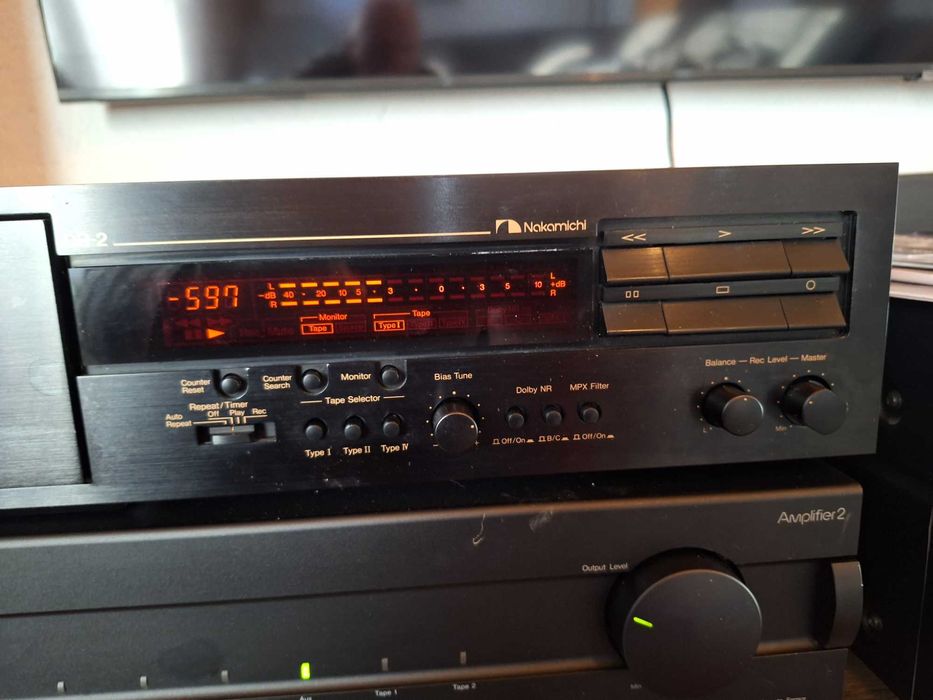 Nakamichi
<< > >>
-597
L
-dB 40 · 20 10 5 · 3 · 0 · 3 5 · 10 +dB
R
L
R
Monitor Tape
Tape Type I
Counter Reset
Counter Search
Monitor
Bias Tune
Dolby NR
MPX Filter
Balance — Rec Level — Master
Tape Selector
Repeat/Timer
Auto Repeat
Off Play Rec
Type I Type II Type IV
Off/On
B/C
Off/On
L
Min
Amplifier 2
Output Level
Min
Aux
Tape 1
Tape 2